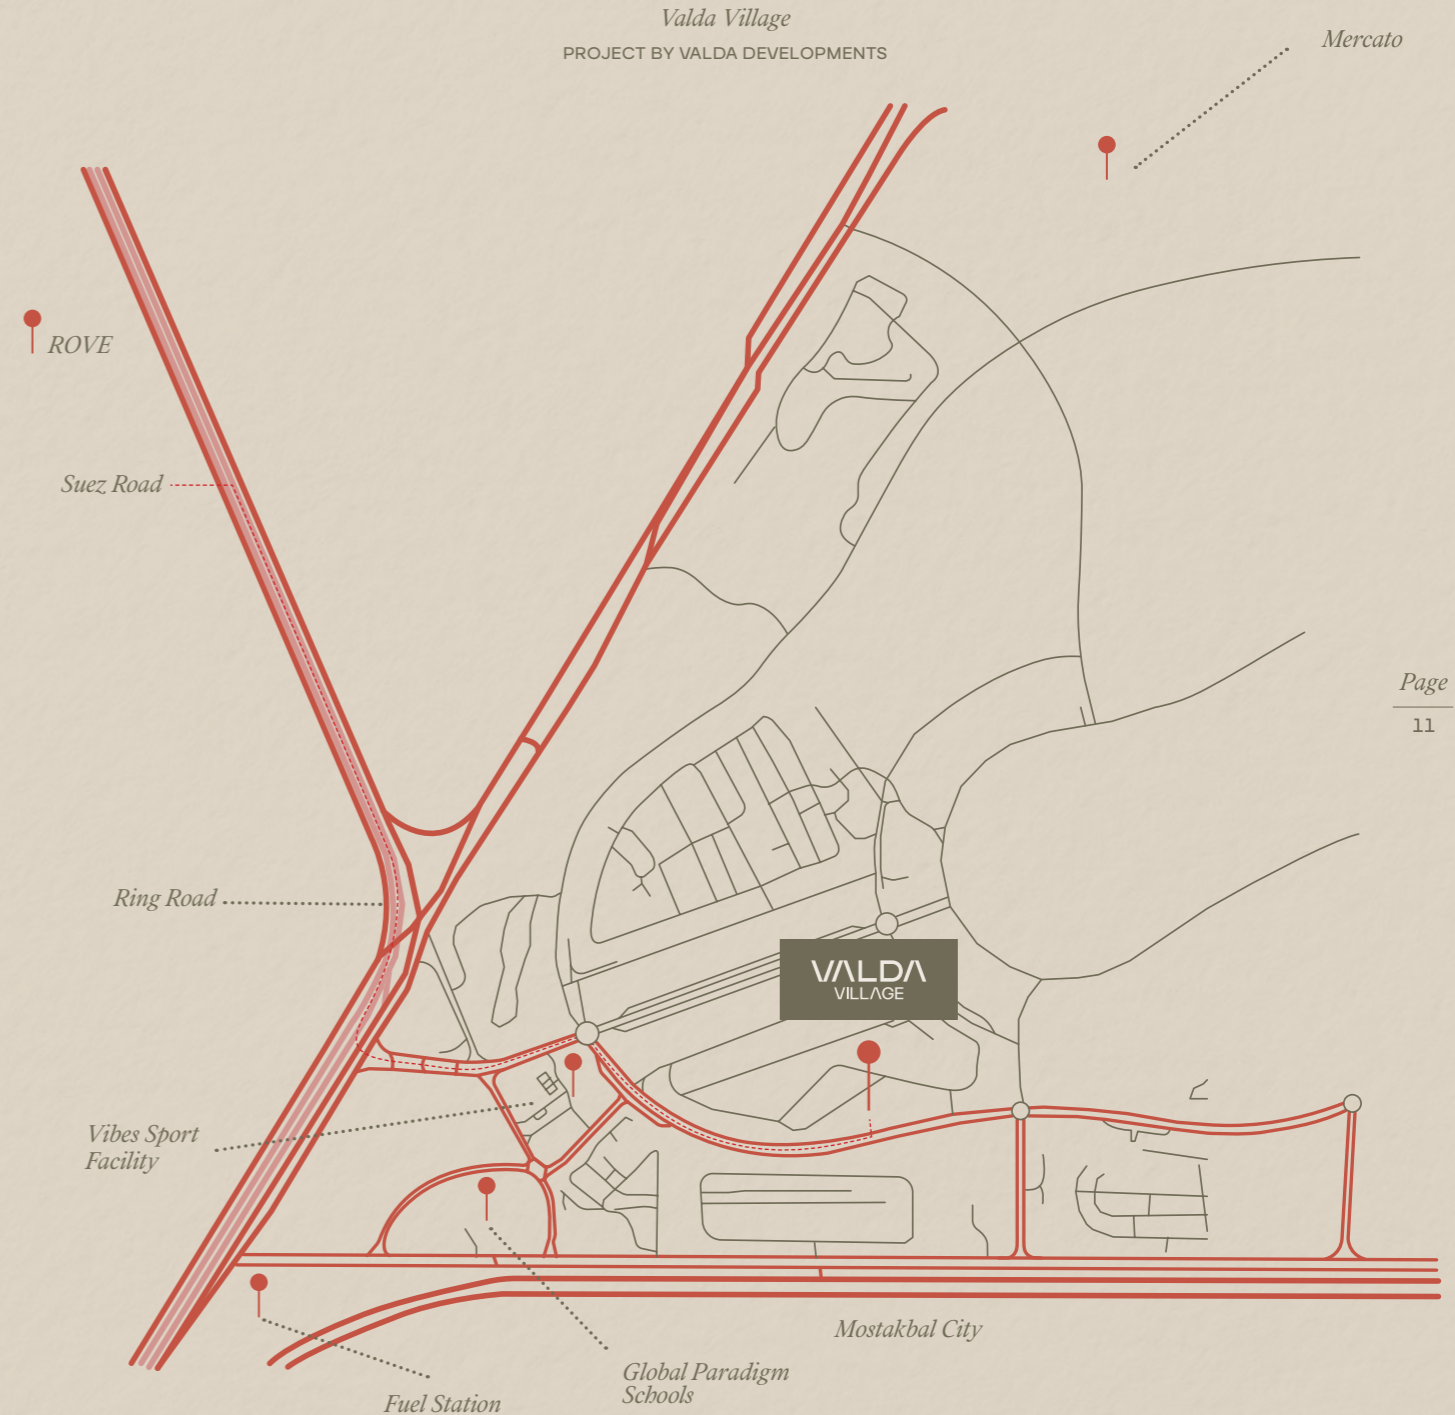 Valda Village
PROJECT BY VALDA DEVELOPMENTS
Mercato
ROVE
Suez Road
Page
11
Ring Road
VALDA
VILLAGE
Vibes Sport
Facility
Mostakbal City
Global Paradigm
Schools
Fuel Station